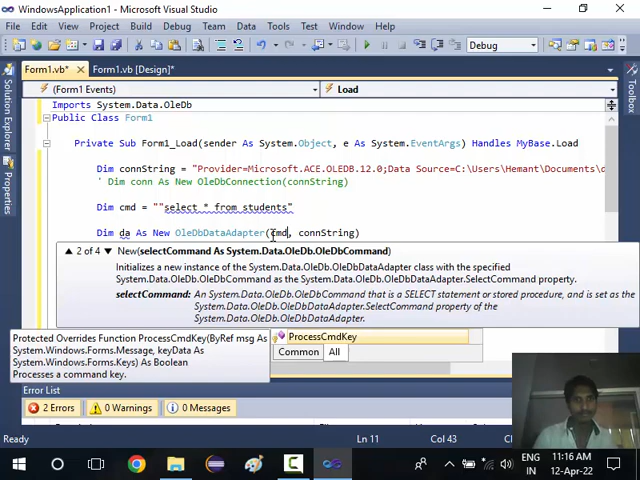 WindowsApplication1 - Microsoft Visual Studio
File Edit View Project Build Debug Team Data Tools Test Window Help
Debug
Form1.vb* Form1.vb [Design]*
(Form1 Events) Load
Solution Explorer
Properties
Toolbox
Imports System.Data.OleDb
Public Class Form1
Private Sub Form1_Load(sender As System.Object, e As System.EventArgs) Handles MyBase.Load
Dim connString = "Provider=Microsoft.ACE.OLEDB.12.0;Data Source=C:\Users\Hemant\Documents\d
' Dim conn As New OleDbConnection(connString)
Dim cmd = ""select * from students"
Dim da As New OleDbDataAdapter(cmd, connString)
2 of 4 New(selectCommand As System.Data.OleDb.OleDbCommand)
Initializes a new instance of the System.Data.OleDb.OleDbDataAdapter class with the specified
System.Data.OleDb.OleDbCommand as the System.Data.OleDb.OleDbDataAdapter.SelectCommand property.
selectCommand: An System.Data.OleDb.OleDbCommand that is a SELECT statement or stored procedure, and is set as the
System.Data.OleDb.OleDbDataAdapter.SelectCommand property of the
System.Data.OleDb.OleDbDataAdapter.
Protected Overrides Function ProcessCmdKey(ByRef msg As
System.Windows.Forms.Message, keyData As
System.Windows.Forms.Keys) As Boolean
Processes a command key.
ProcessCmdKey
Common All
Error List
2 Errors 0 Warnings 0 Messages
Ready Ln 11 Col 43
ENG
IN
11:16 AM
12-Apr-22